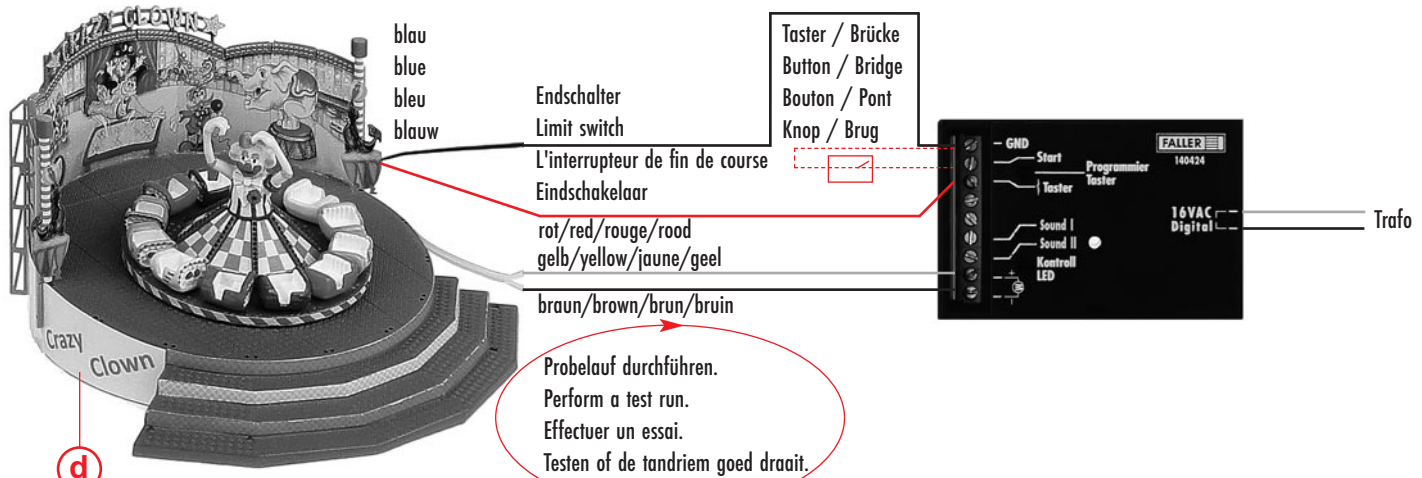 CRAZY CLOWN
blau
blue
bleu
blauw
Endschalter
Limit switch
L'interrupteur de fin de course
Eindschakelaar
rot/red/rouge/rood
gelb/yellow/jaune/geel
braun/brown/brun/bruin
Taster / Brücke
Button / Bridge
Bouton / Pont
Knop / Brug
GND
Start
Programmier
Taster
Taster
Sound I
Sound II
Kontroll
LED
+
FALLER
140424
16VAC
Digital
Trafo
Crazy
Clown
d
Probelauf durchführen.
Perform a test run.
Effectuer un essai.
Testen of de tandriem goed draait.